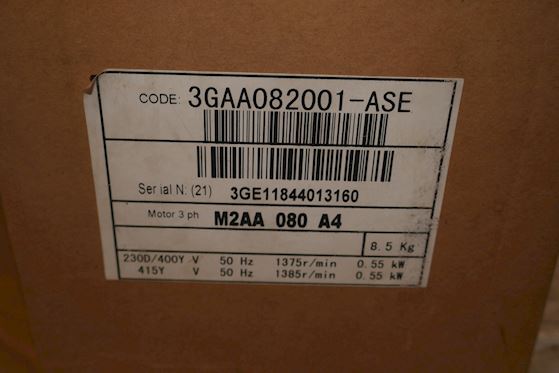 CODE: 3GAA082001-ASE
Serial N: (21) 3GE11844013160
Motor 3 ph M2AA 080 A4
8.5 Kg
230D/400Y V 50 Hz 1375r/min 0.55 kW
415Y V 50 Hz 1385r/min 0.55 kW